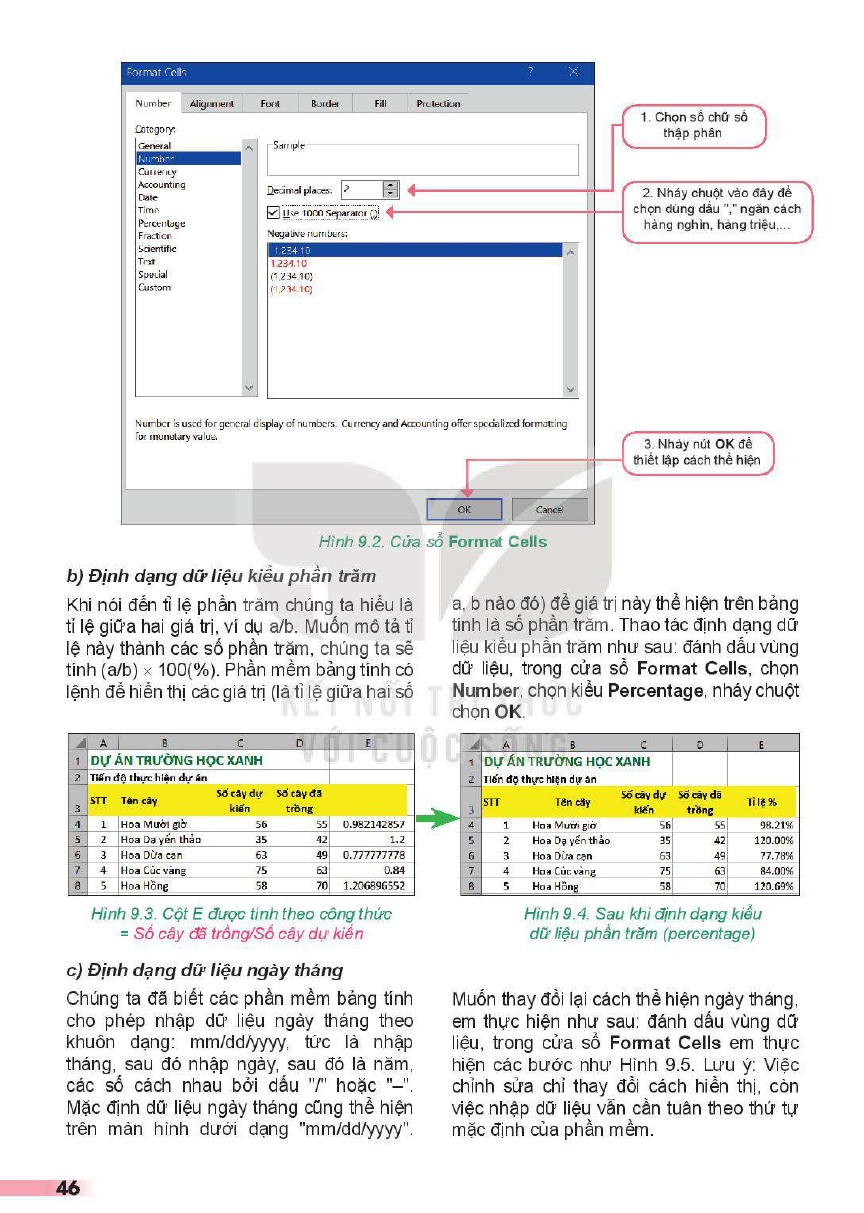 Format Cells
?
Number Alignment Font Border Fill Protection
Category:
General
Number
Currency
Accounting
Date
Time
Percentage
Fraction
Scientific
Text
Special
Custom
Sample
Decimal places: 2
Use 1000 Separator (,)
Negative numbers:
-1,234.10
1,234.10
(1,234.10)
(1,234.10)
Number is used for general display of numbers. Currency and Accounting offer specialized formatting
for monetary value.
OK Cancel
1. Chọn số chữ số
thập phân
2. Nháy chuột vào đây để
chọn dùng dấu "," ngăn cách
hàng nghìn, hàng triệu,...
3. Nháy nút OK để
thiết lập cách thể hiện
Hình 9.2. Cửa sổ Format Cells
b) Định dạng dữ liệu kiểu phần trăm
Khi nói đến tỉ lệ phần trăm chúng ta hiểu là
tỉ lệ giữa hai giá trị, ví dụ a/b. Muốn mô tả tỉ
lệ này thành các số phần trăm, chúng ta sẽ
tính (a/b) × 100(%). Phần mềm bảng tính có
lệnh để hiển thị các giá trị (là tỉ lệ giữa hai số
a, b nào đó) để giá trị này thể hiện trên bảng
tính là số phần trăm. Thao tác định dạng dữ
liệu kiểu phần trăm như sau: đánh dấu vùng
dữ liệu, trong cửa sổ Format Cells, chọn
Number, chọn kiểu Percentage, nháy chuột
chọn OK.
KẾT NỐI TRI THỨC
VỚI CUỘC SỐNG
A B C D E
1 DỰ ÁN TRƯỜNG HỌC XANH
2 Tiến độ thực hiện dự án
3 STT Tên cây Số cây dự kiến Số cây đã trồng
4 1 Hoa Mười giờ 56 55 0.982142857
5 2 Hoa Dạ yến thảo 35 42 1.2
6 3 Hoa Dừa cạn 63 49 0.777777778
7 4 Hoa Cúc vàng 75 63 0.84
8 5 Hoa Hồng 58 70 1.206896552
A B C D E
1 DỰ ÁN TRƯỜNG HỌC XANH
2 Tiến độ thực hiện dự án
3 STT Tên cây Số cây dự kiến Số cây đã trồng Tỉ lệ %
4 1 Hoa Mười giờ 56 55 98.21%
5 2 Hoa Dạ yến thảo 35 42 120.00%
6 3 Hoa Dừa cạn 63 49 77.78%
7 4 Hoa Cúc vàng 75 63 84.00%
8 5 Hoa Hồng 58 70 120.69%
Hình 9.3. Cột E được tính theo công thức
= Số cây đã trồng/Số cây dự kiến
Hình 9.4. Sau khi định dạng kiểu
dữ liệu phần trăm (percentage)
c) Định dạng dữ liệu ngày tháng
Chúng ta đã biết các phần mềm bảng tính
cho phép nhập dữ liệu ngày tháng theo
khuôn dạng: mm/dd/yyyy, tức là nhập
tháng, sau đó nhập ngày, sau đó là năm,
các số cách nhau bởi dấu "/" hoặc "–".
Mặc định dữ liệu ngày tháng cũng thể hiện
trên màn hình dưới dạng "mm/dd/yyyy".
Muốn thay đổi lại cách thể hiện ngày tháng,
em thực hiện như sau: đánh dấu vùng dữ
liệu, trong cửa sổ Format Cells em thực
hiện các bước như Hình 9.5. Lưu ý: Việc
chỉnh sửa chỉ thay đổi cách hiển thị, còn
việc nhập dữ liệu vẫn cần tuân theo thứ tự
mặc định của phần mềm.
46